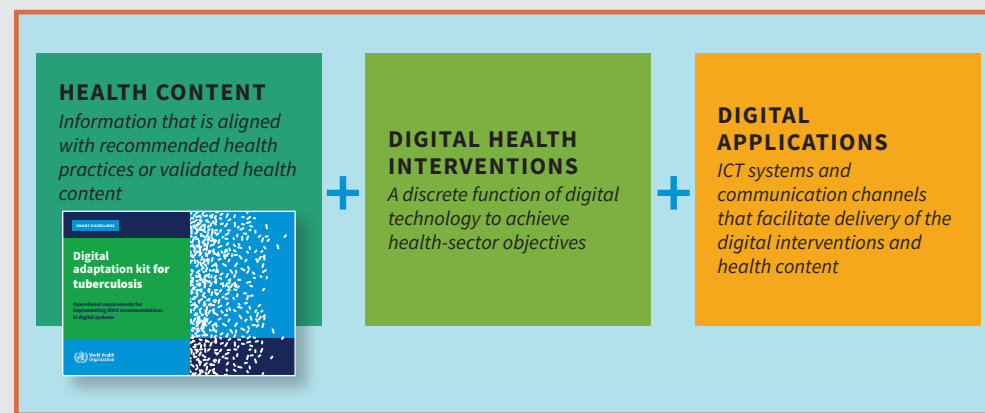 HEALTH CONTENT
Information that is aligned
with recommended health
practices or validated health
content
SMART GUIDELINES
Digital
adaptation kit for
tuberculosis
Operational requirements for
implementing WHO recommendations
in digital systems
World Health
Organization
+
DIGITAL HEALTH
INTERVENTIONS
A discrete function of digital
technology to achieve
health-sector objectives
+
DIGITAL
APPLICATIONS
ICT systems and
communication channels
that facilitate delivery of the
digital interventions and
health content